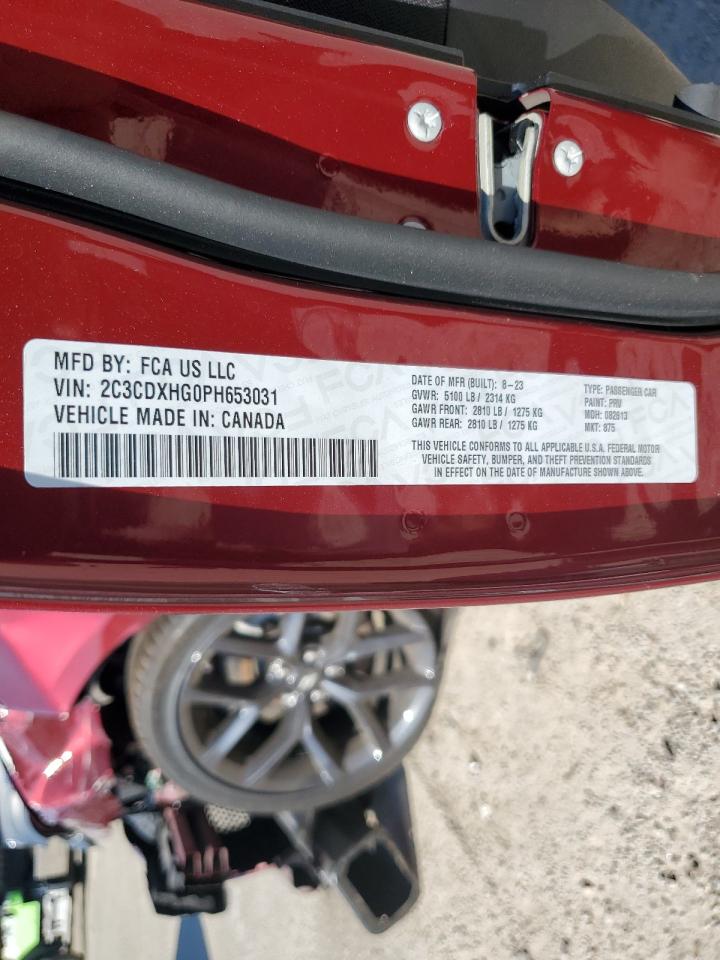 MFD BY: FCA US LLC
VIN: 2C3CDXHG0PH653031
VEHICLE MADE IN: CANADA
DATE OF MFR (BUILT): 8-23
GVWR: 5100 LB / 2314 KG
GAWR FRONT: 2810 LB / 1275 KG
GAWR REAR: 2810 LB / 1275 KG
TYPE: PASSENGER CAR
PAINT: PRV
MDH: 082613
MKT: 875
THIS VEHICLE CONFORMS TO ALL APPLICABLE U.S.A. FEDERAL MOTOR
VEHICLE SAFETY, BUMPER, AND THEFT PREVENTION STANDARDS
IN EFFECT ON THE DATE OF MANUFACTURE SHOWN ABOVE.